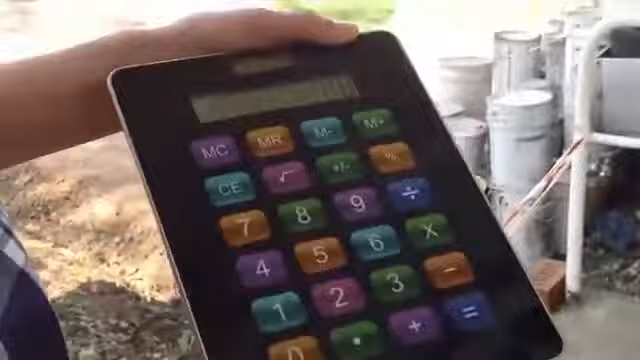 MC MR M- M+
CE √ +/- %
7 8 9 ÷
4 5 6 X
1 2 3 −
0 • + =